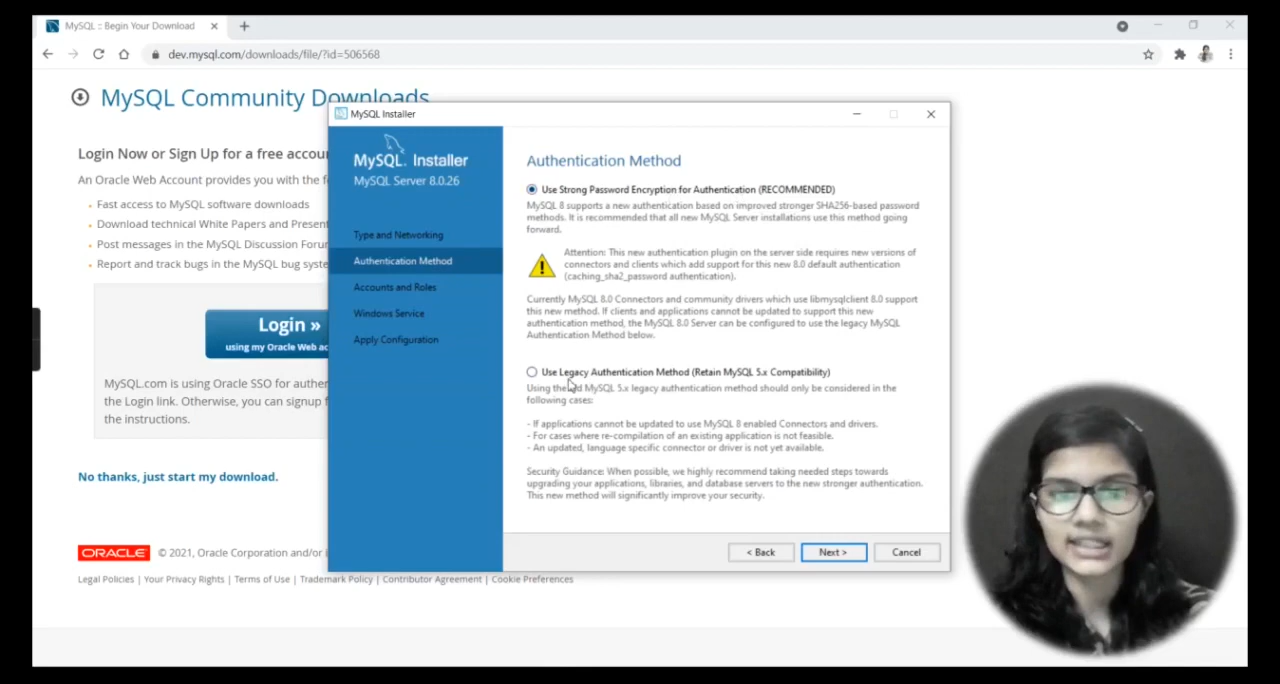 MySQL :: Begin Your Download
dev.mysql.com/downloads/file/?id=506568
MySQL Community Downloads
Login Now or Sign Up for a free accou
An Oracle Web Account provides you with the f
Fast access to MySQL software downloads
Download technical White Papers and Present
Post messages in the MySQL Discussion Foru
Report and track bugs in the MySQL bug syste
Login »
using my Oracle Web ac
MySQL.com is using Oracle SSO for authen
the Login link. Otherwise, you can signup f
the instructions.
No thanks, just start my download.
ORACLE © 2021, Oracle Corporation and/or i
Legal Policies | Your Privacy Rights | Terms of Use | Trademark Policy | Contributor Agreement | Cookie Preferences
MySQL Installer
MySQL. Installer
MySQL Server 8.0.26
Type and Networking
Authentication Method
Accounts and Roles
Windows Service
Apply Configuration
Authentication Method
Use Strong Password Encryption for Authentication (RECOMMENDED)
MySQL 8 supports a new authentication based on improved stronger SHA256-based password
methods. It is recommended that all new MySQL Server installations use this method going
forward.
Attention: This new authentication plugin on the server side requires new versions of
connectors and clients which add support for this new 8.0 default authentication
(caching_sha2_password authentication).
Currently MySQL 8.0 Connectors and community drivers which use libmysqlclient 8.0 support
this new method. If clients and applications cannot be updated to support this new
authentication method, the MySQL 8.0 Server can be configured to use the legacy MySQL
Authentication Method below.
Use Legacy Authentication Method (Retain MySQL 5.x Compatibility)
Using the MySQL 5.x legacy authentication method should only be considered in the
following cases:
- If applications cannot be updated to use MySQL 8 enabled Connectors and drivers.
- For cases where re-compilation of an existing application is not feasible.
- An updated, language specific connector or driver is not yet available.
Security Guidance: When possible, we highly recommend taking needed steps towards
upgrading your applications, libraries, and database servers to the new stronger authentication.
This new method will significantly improve your security.
< Back
Next >
Cancel